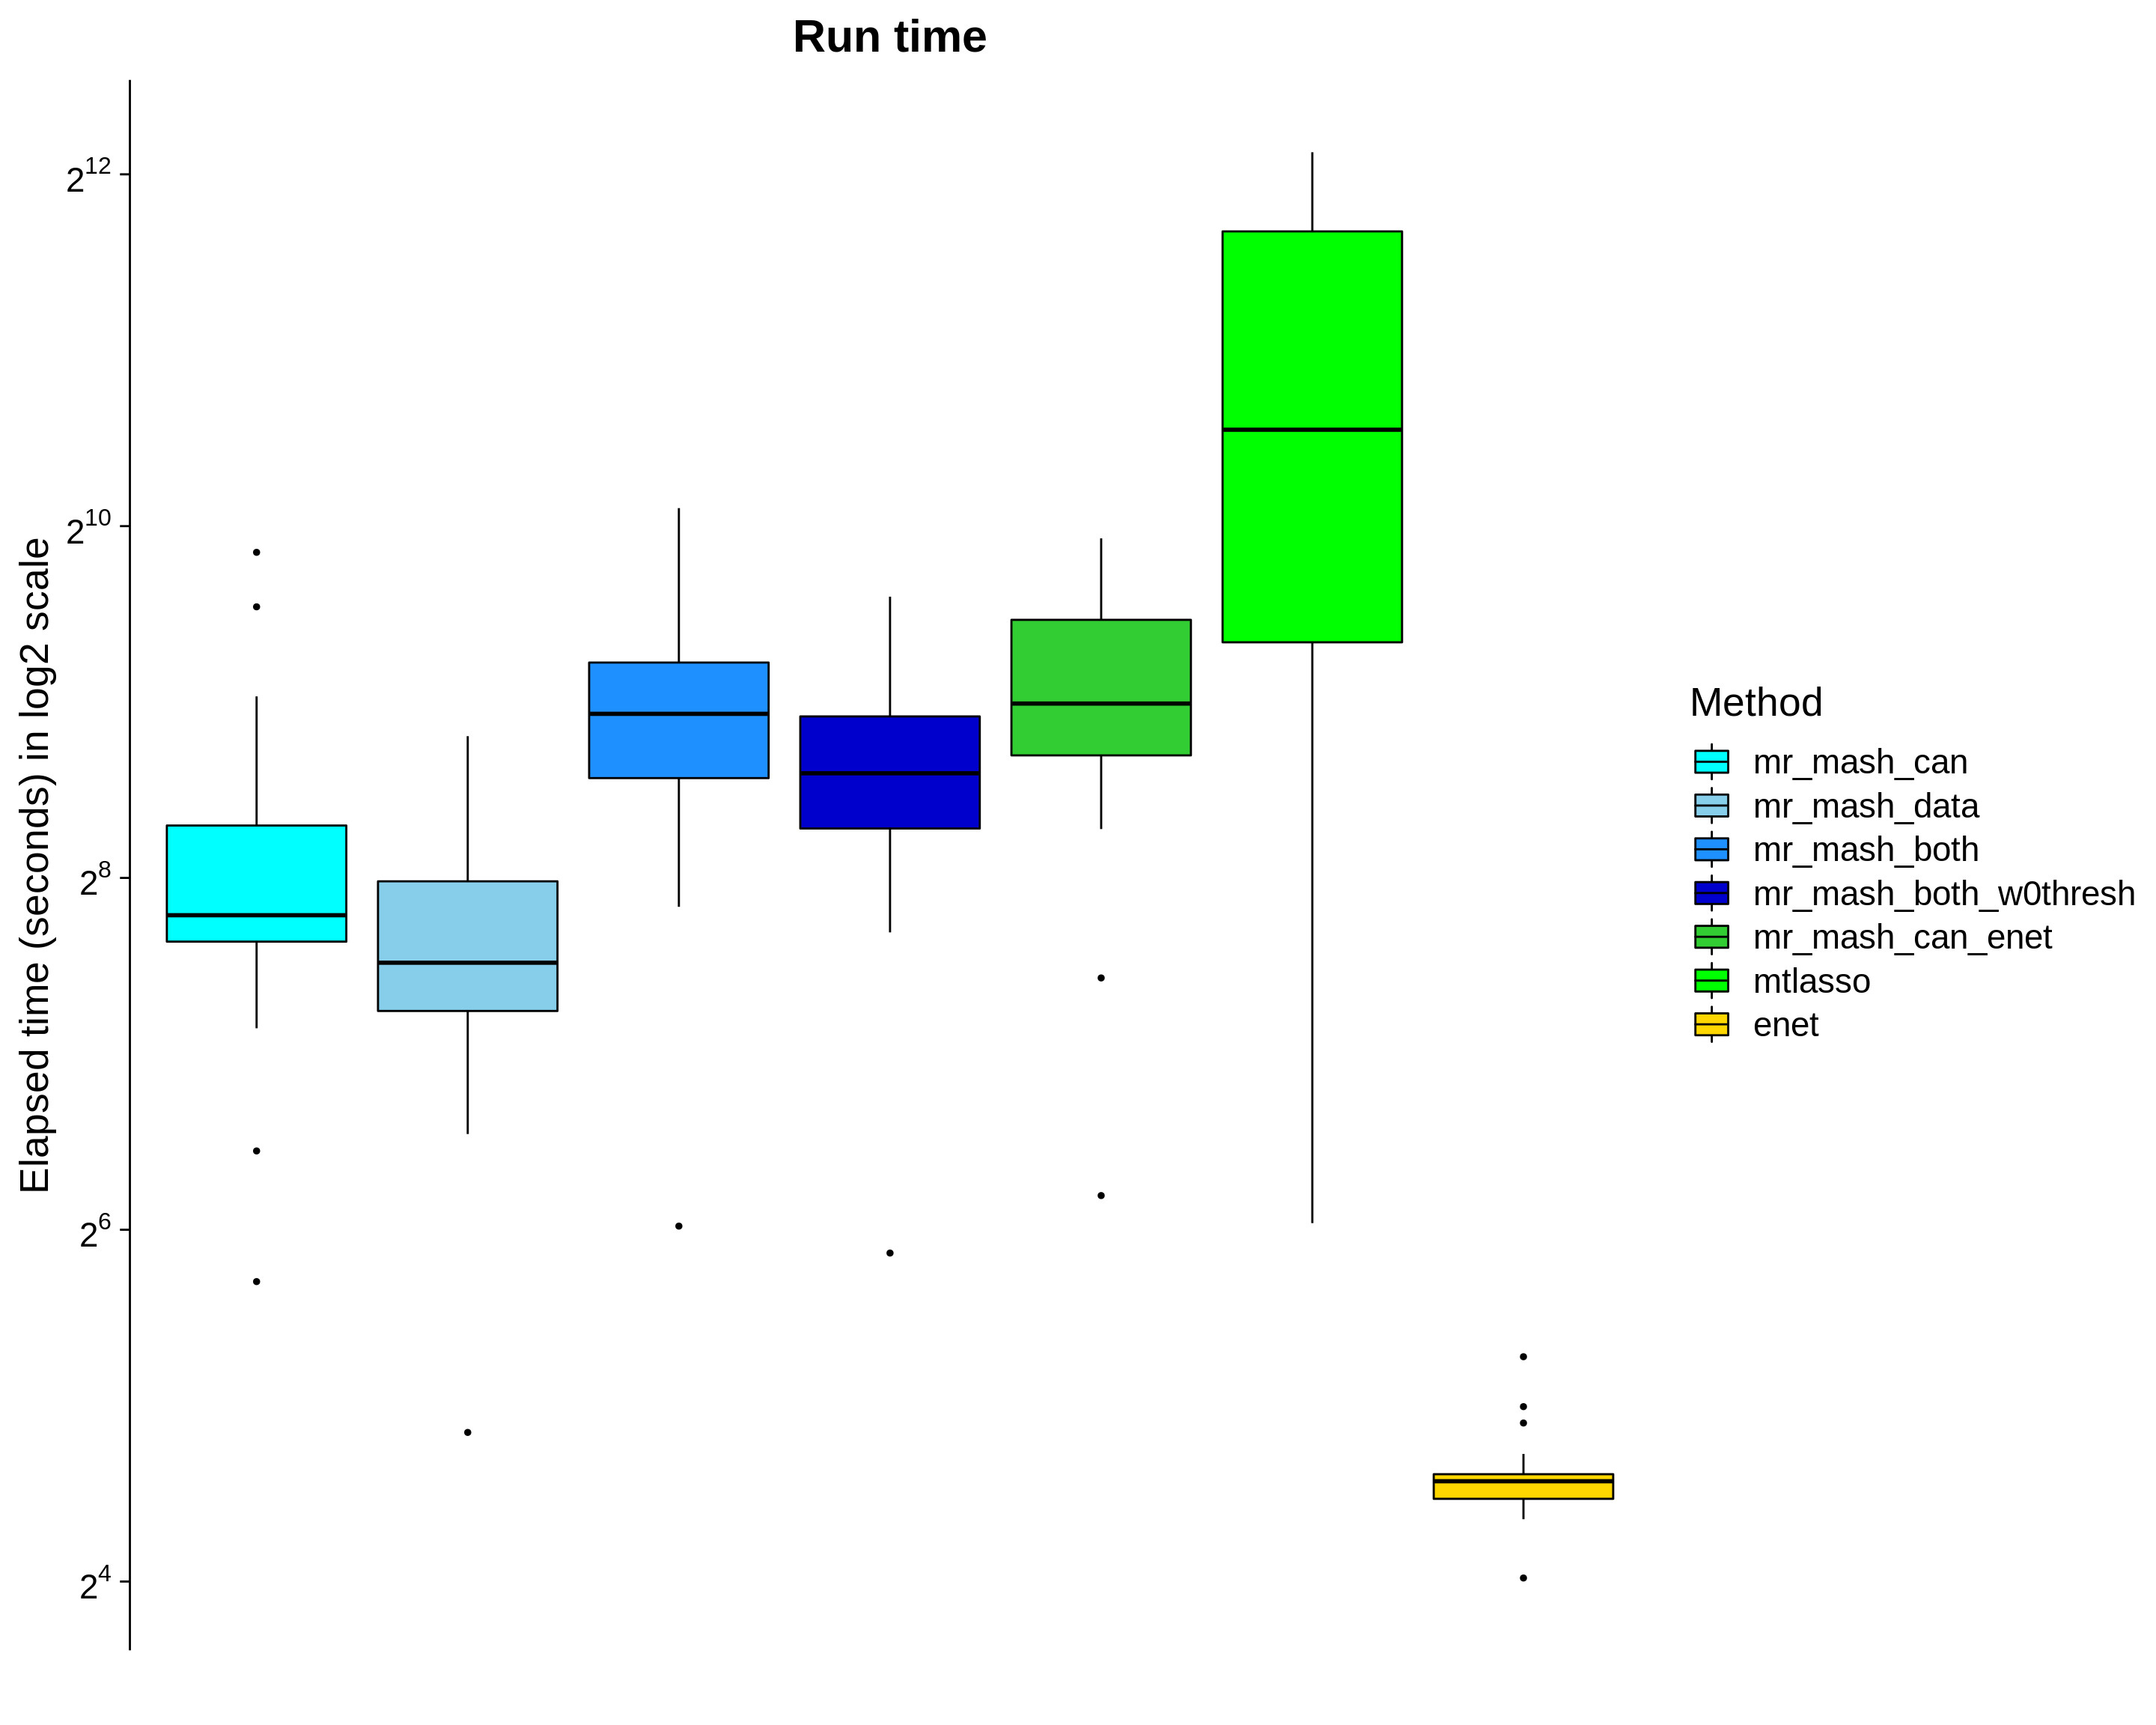 Run time
Elapsed time (seconds) in log2 scale
2^12
2^10
2^8
2^6
2^4
Method
mr_mash_can
mr_mash_data
mr_mash_both
mr_mash_both_w0thresh
mr_mash_can_enet
mtlasso
enet